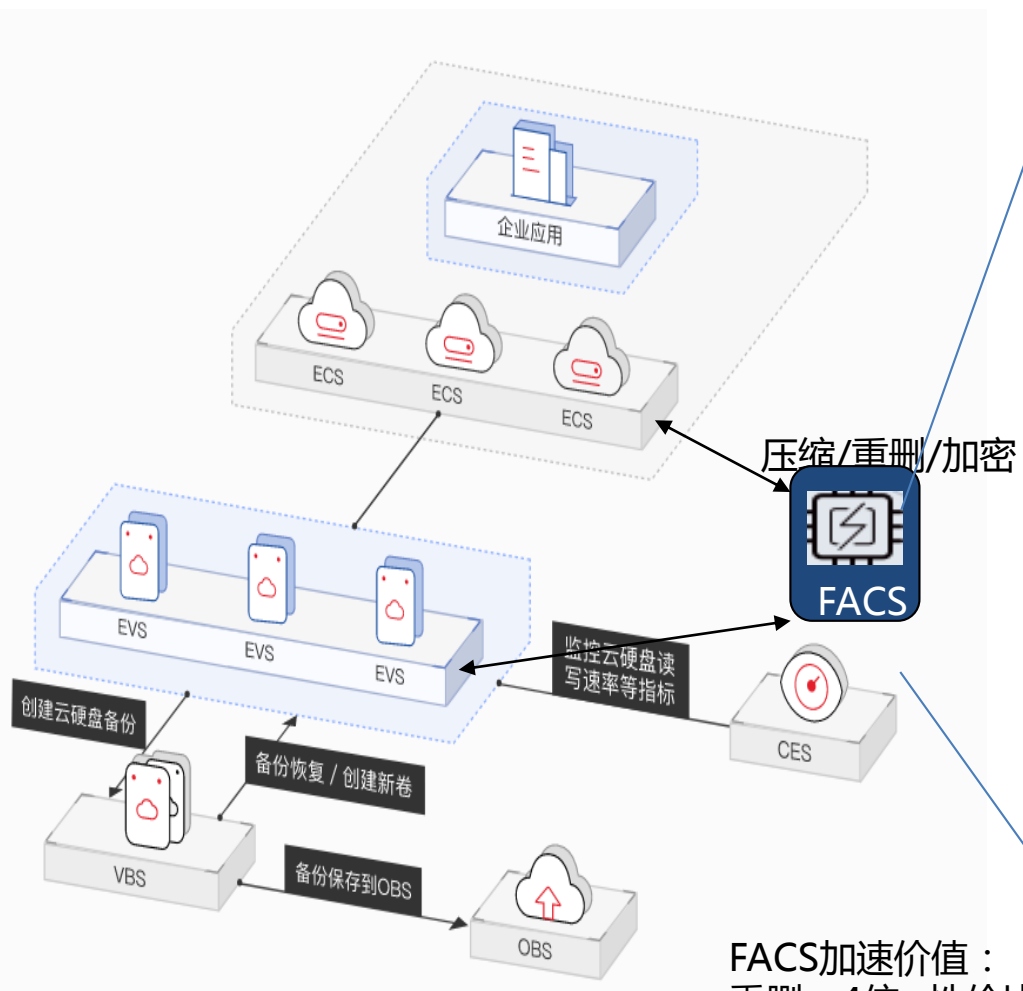 企业应用
ECS
ECS
ECS
压缩/重删/加密
FACS
EVS
EVS
EVS
监控云硬盘读
写速率等指标
创建云硬盘备份
CES
备份恢复 / 创建新卷
VBS
备份保存到OBS
OBS
FACS加速价值：